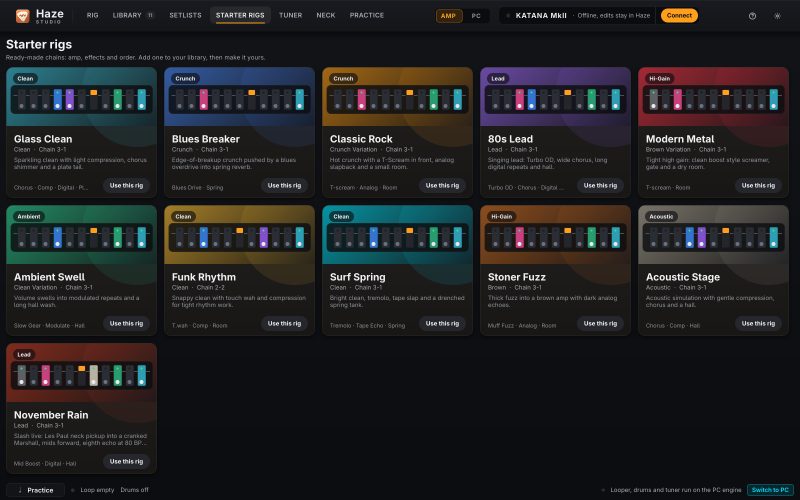 Haze
STUDIO
RIG
LIBRARY 11
SETLISTS
STARTER RIGS
TUNER
NECK
PRACTICE
AMP
PC
KATANA MkII · Offline, edits stay in Haze
Connect
Starter rigs
Ready-made chains: amp, effects and order. Add one to your library, then make it yours.
Clean
Glass Clean
Clean · Chain 3-1
Sparkling clean with light compression, chorus
shimmer and a plate tail.
Chorus · Comp · Digital · Pl...
Use this rig
Crunch
Blues Breaker
Crunch · Chain 3-1
Edge-of-breakup crunch pushed by a blues
overdrive into spring reverb.
Blues Drive · Spring
Use this rig
Crunch
Classic Rock
Crunch Variation · Chain 3-1
Hot crunch with a T-Scream in front, analog
slapback and a small room.
T-scream · Analog · Room
Use this rig
Lead
80s Lead
Lead · Chain 3-1
Singing lead: Turbo OD, wide chorus, long
digital repeats and hall.
Turbo OD · Chorus · Digital ...
Use this rig
Hi-Gain
Modern Metal
Brown Variation · Chain 3-1
Tight high gain: clean boost style screamer,
gate and a dry room.
T-scream · Room
Use this rig
Ambient
Ambient Swell
Clean Variation · Chain 3-1
Volume swells into modulated repeats and a
long hall wash.
Slow Gear · Modulate · Hall
Use this rig
Clean
Funk Rhythm
Clean · Chain 2-2
Snappy clean with touch wah and compression
for tight rhythm work.
T.wah · Comp · Room
Use this rig
Clean
Surf Spring
Clean · Chain 3-1
Bright clean, tremolo, tape slap and a drenched
spring tank.
Tremolo · Tape Echo · Spring
Use this rig
Hi-Gain
Stoner Fuzz
Brown · Chain 3-1
Thick fuzz into a brown amp with dark analog
echoes.
Muff Fuzz · Analog · Room
Use this rig
Acoustic
Acoustic Stage
Clean · Chain 3-1
Acoustic simulation with gentle compression,
chorus and a hall.
Chorus · Comp · Hall
Use this rig
Lead
November Rain
Lead · Chain 3-1
Slash live: Les Paul neck pickup into a cranked
Marshall, mids forward, eighth echo at 80 BP...
Mid Boost · Digital · Hall
Use this rig
Practice
Loop empty
Drums off
Looper, drums and tuner run on the PC engine
Switch to PC